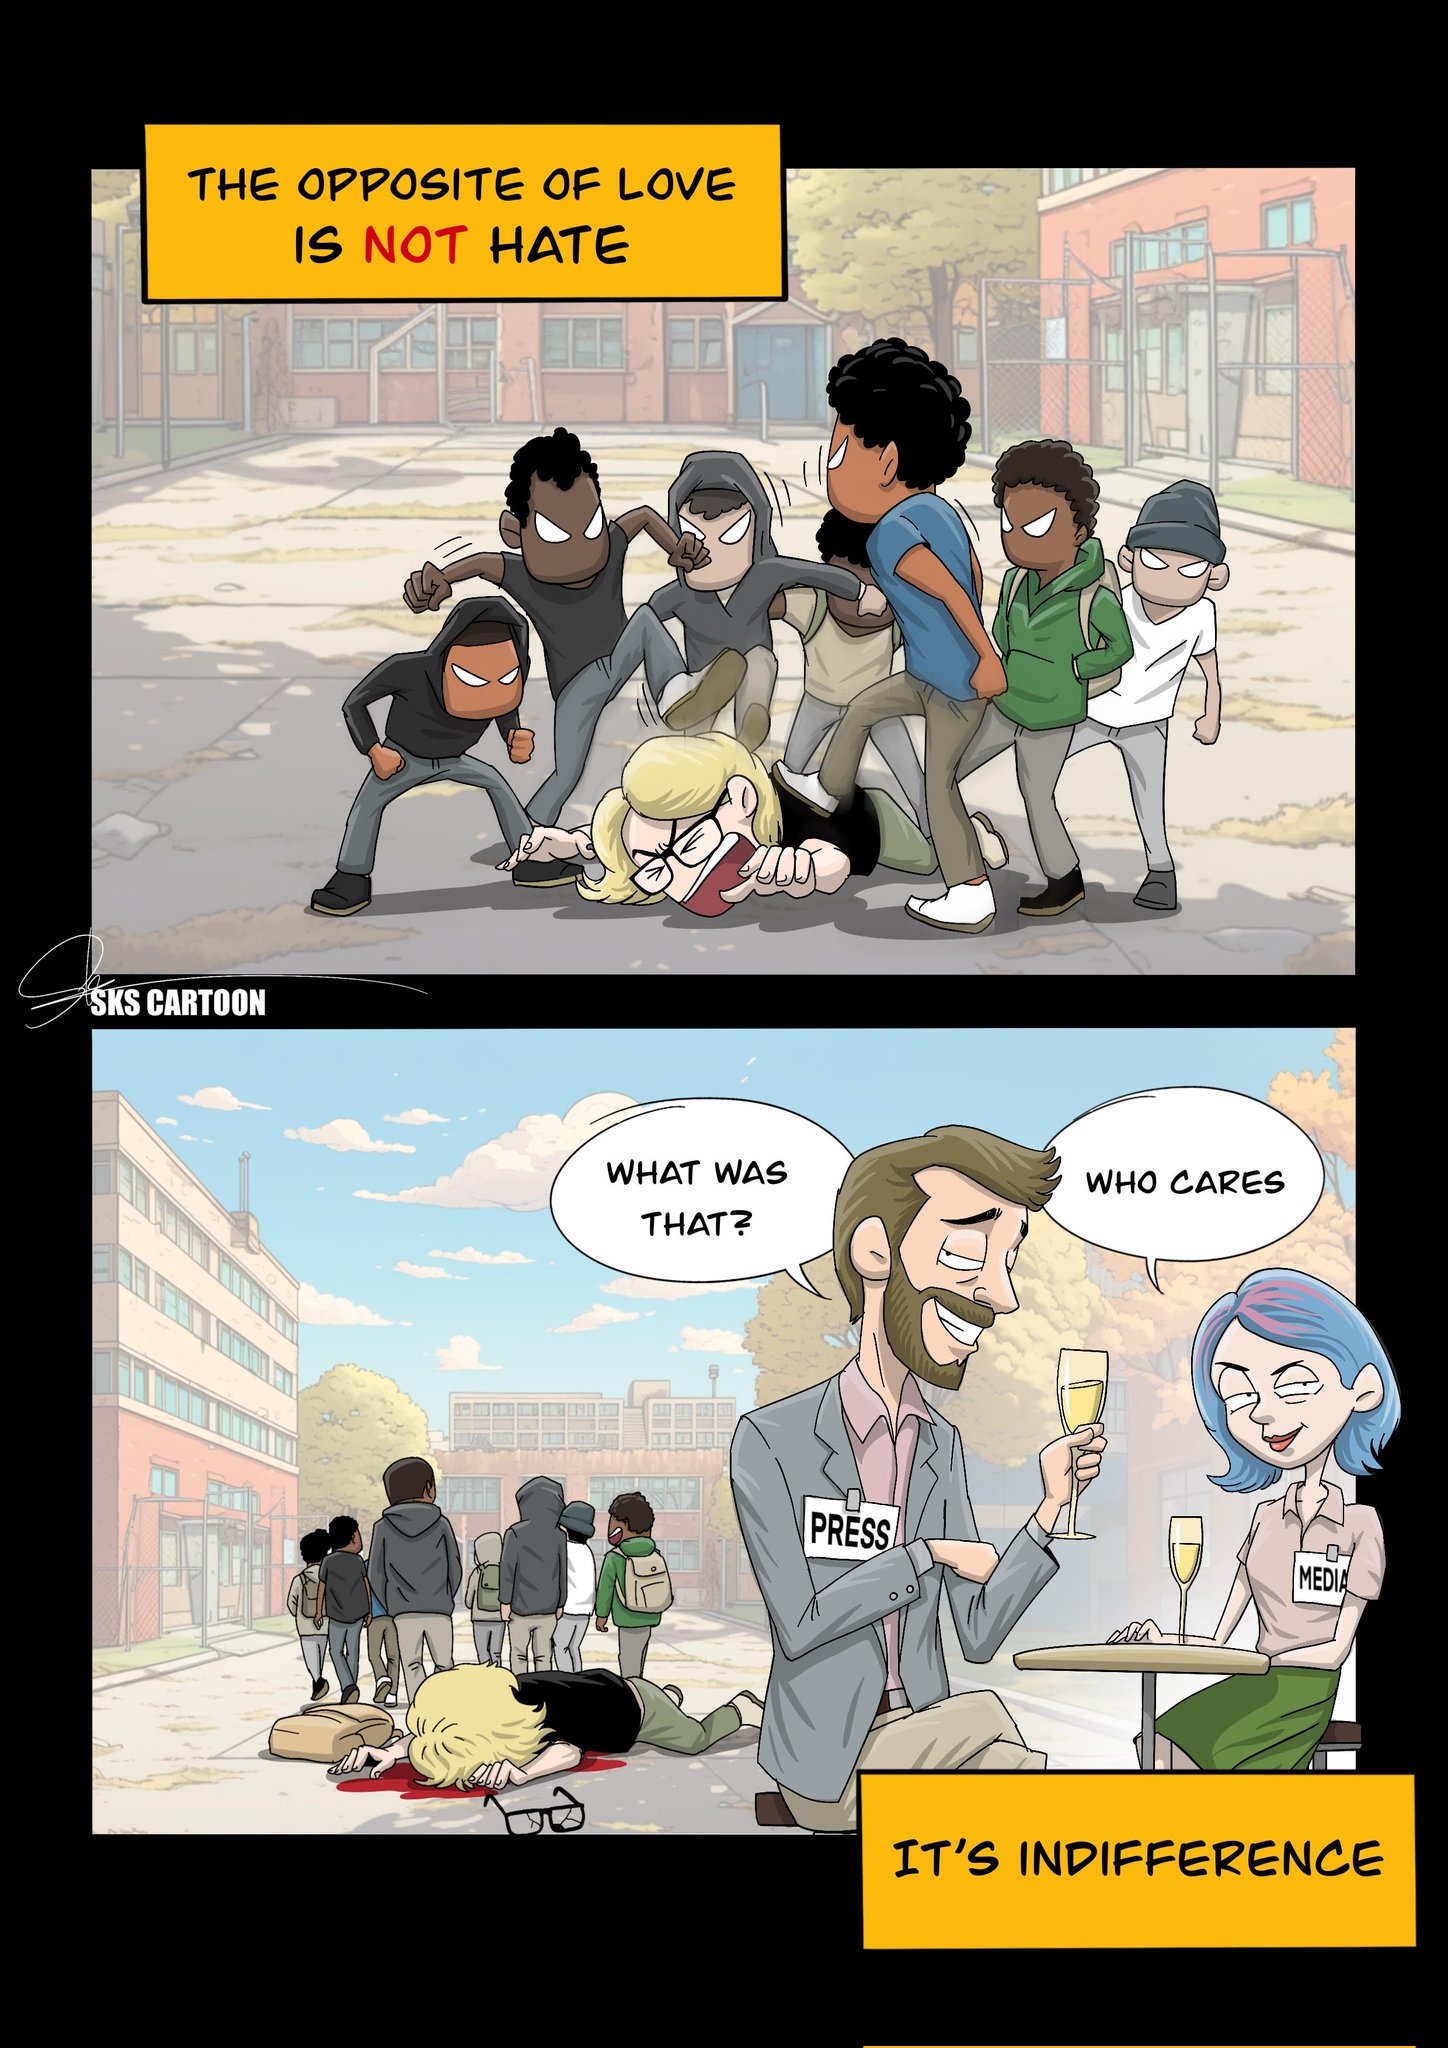 THE OPPOSITE OF LOVE
IS NOT HATE
SKS CARTOON
WHAT WAS
THAT?
WHO CARES
PRESS
MEDIA
IT'S INDIFFERENCE